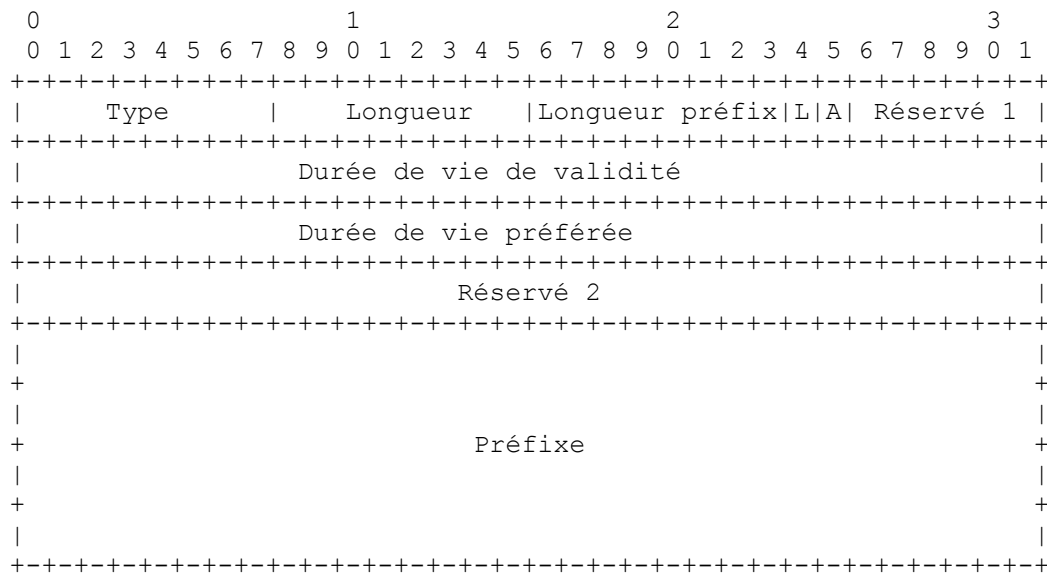 0                   1                   2                   3
0 1 2 3 4 5 6 7 8 9 0 1 2 3 4 5 6 7 8 9 0 1 2 3 4 5 6 7 8 9 0 1
+-+-+-+-+-+-+-+-+-+-+-+-+-+-+-+-+-+-+-+-+-+-+-+-+-+-+-+-+-+-+-+-+
|     Type      |    Longueur   |Longueur préfix|L|A| Réservé 1 |
+-+-+-+-+-+-+-+-+-+-+-+-+-+-+-+-+-+-+-+-+-+-+-+-+-+-+-+-+-+-+-+-+
|                 Durée de vie de validité                      |
+-+-+-+-+-+-+-+-+-+-+-+-+-+-+-+-+-+-+-+-+-+-+-+-+-+-+-+-+-+-+-+-+
|                 Durée de vie préférée                         |
+-+-+-+-+-+-+-+-+-+-+-+-+-+-+-+-+-+-+-+-+-+-+-+-+-+-+-+-+-+-+-+-+
|                           Réservé 2                           |
+-+-+-+-+-+-+-+-+-+-+-+-+-+-+-+-+-+-+-+-+-+-+-+-+-+-+-+-+-+-+-+-+
|                                                               |
+                                                               +
|                                                               |
+                            Préfixe                            +
|                                                               |
+                                                               +
|                                                               |
+-+-+-+-+-+-+-+-+-+-+-+-+-+-+-+-+-+-+-+-+-+-+-+-+-+-+-+-+-+-+-+-+